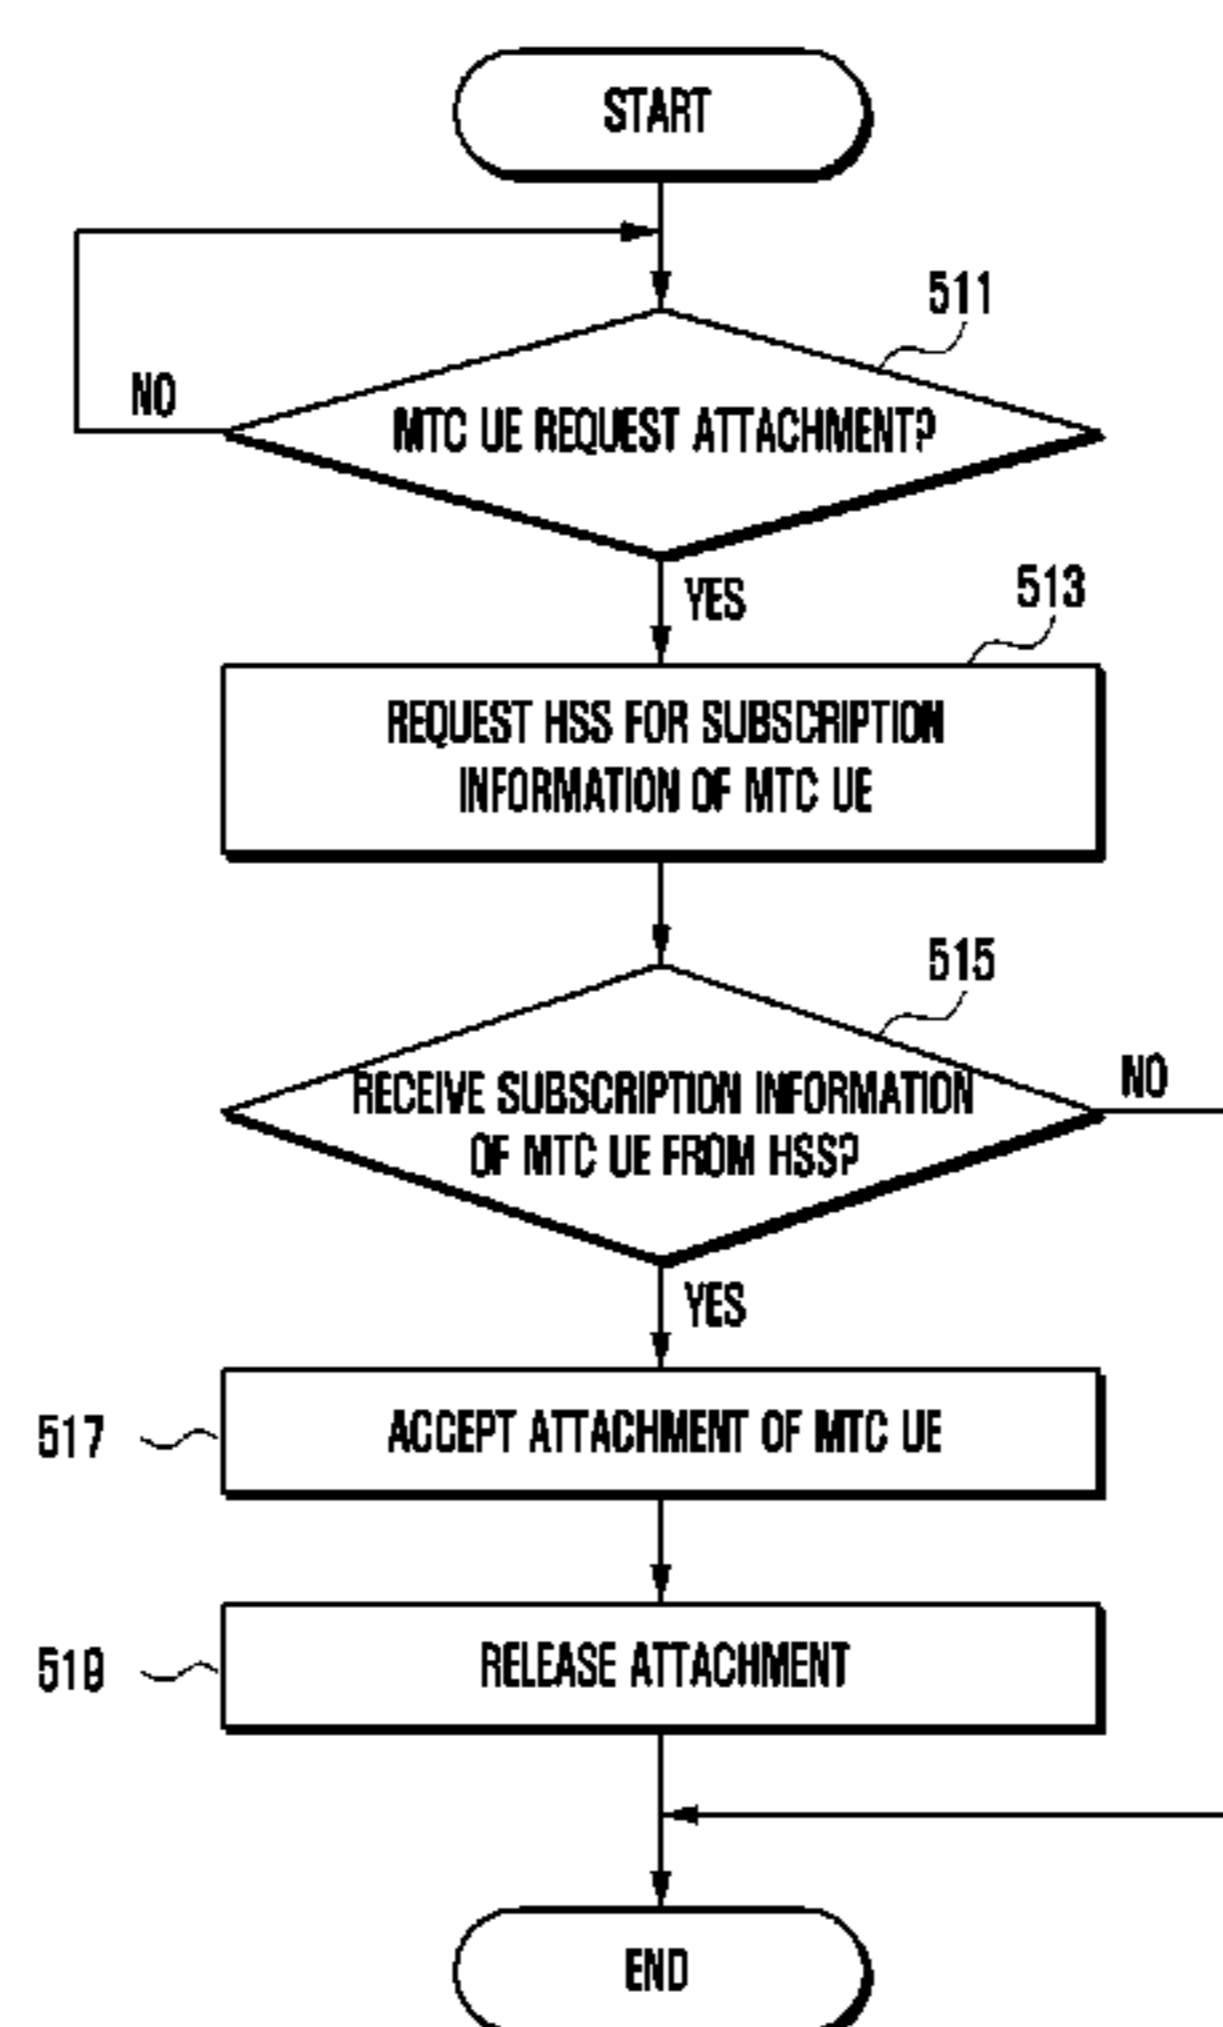 START
511
NO
MTC UE REQUEST ATTACHMENT?
YES
513
REQUEST HSS FOR SUBSCRIPTION
INFORMATION OF MTC UE
515
NO
RECEIVE SUBSCRIPTION INFORMATION
OF MTC UE FROM HSS?
YES
517
ACCEPT ATTACHMENT OF MTC UE
519
RELEASE ATTACHMENT
END